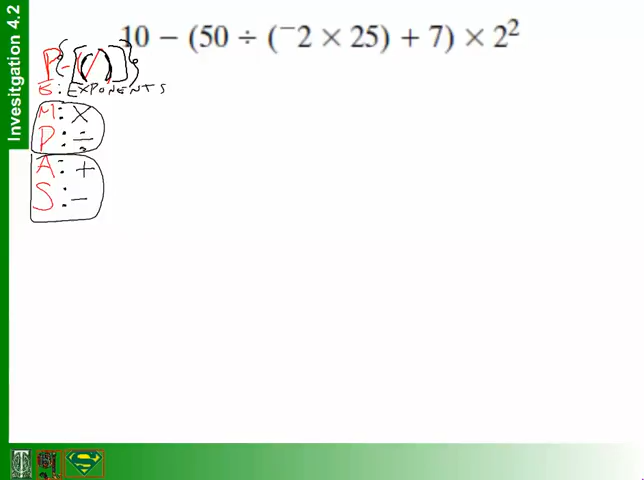 Invesitgation 4.2
10 − (50 ÷ (⁻2 × 25) + 7) × 2²
P - {[( )]}
E: EXPONENTS
M: ×
D: ÷
A: +
S: −